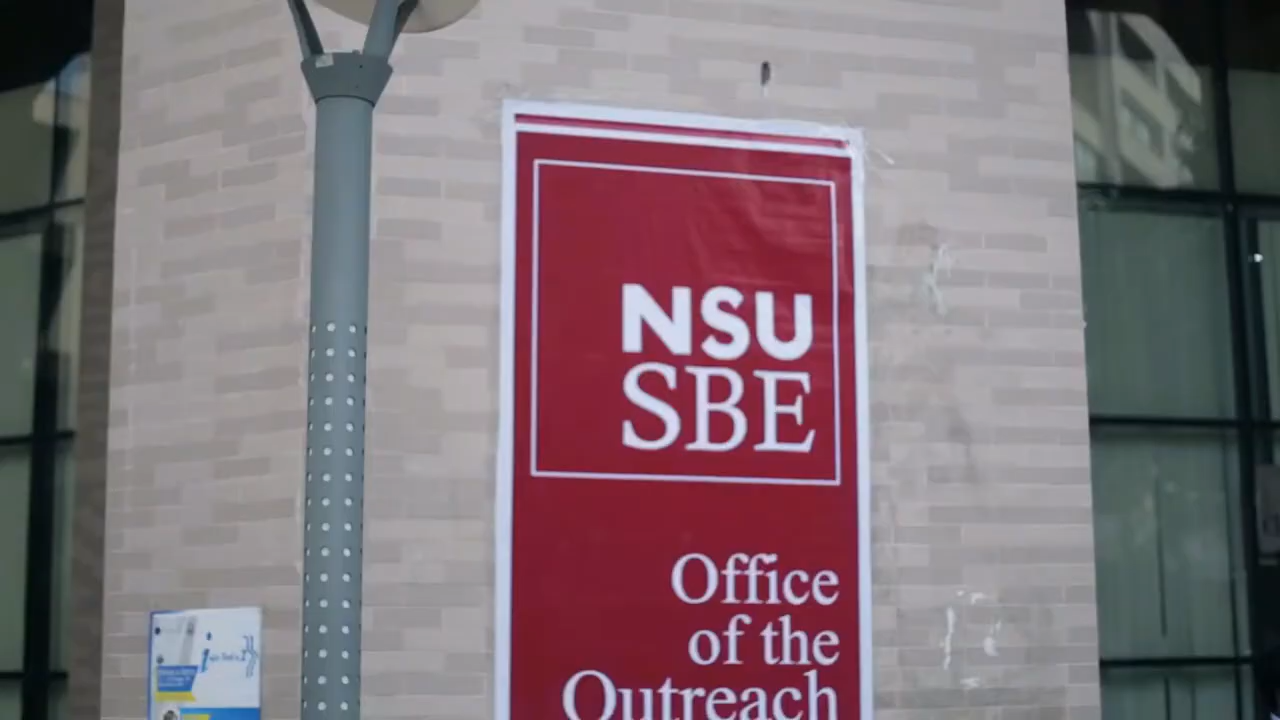 NSU
SBE
Office
of the
Outreach